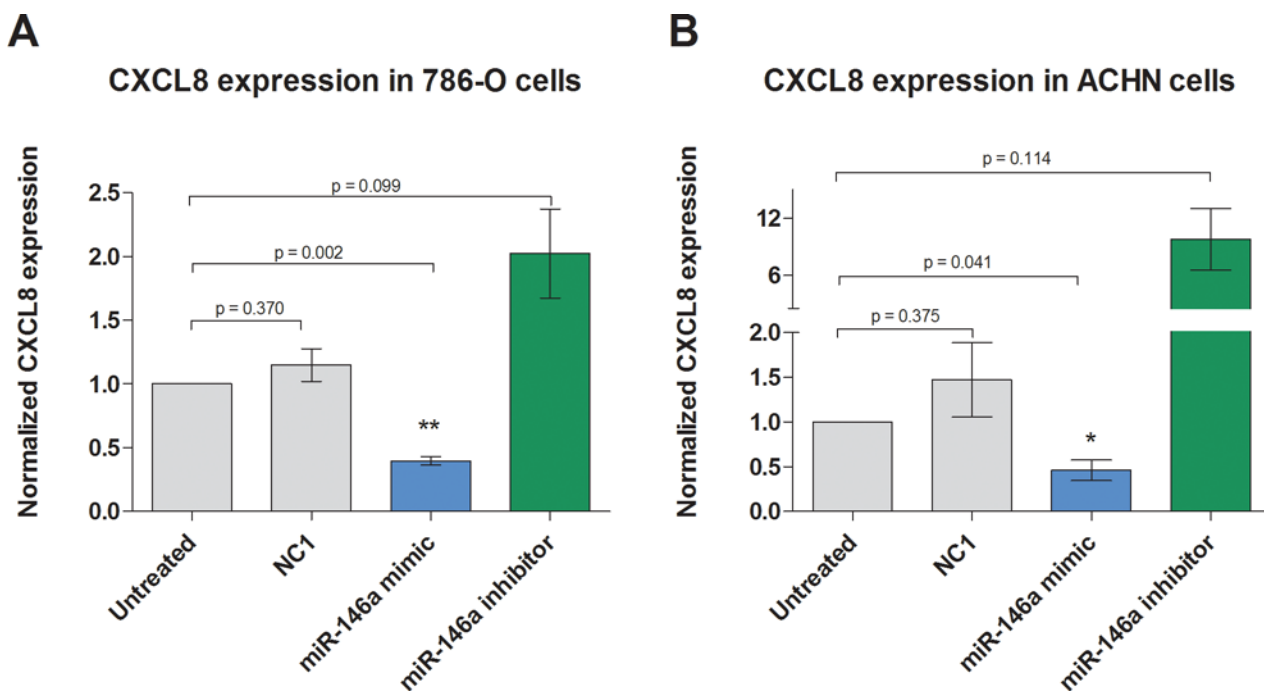 A
CXCL8 expression in 786-O cells
Normalized CXCL8 expression
2.5
2.0
1.5
1.0
0.5
0.0
p = 0.099
p = 0.002
p = 0.370
**
Untreated
NC1
miR-146a mimic
miR-146a inhibitor
B
CXCL8 expression in ACHN cells
Normalized CXCL8 expression
12
6
2.0
1.5
1.0
0.5
0.0
p = 0.114
p = 0.041
p = 0.375
*
Untreated
NC1
miR-146a mimic
miR-146a inhibitor